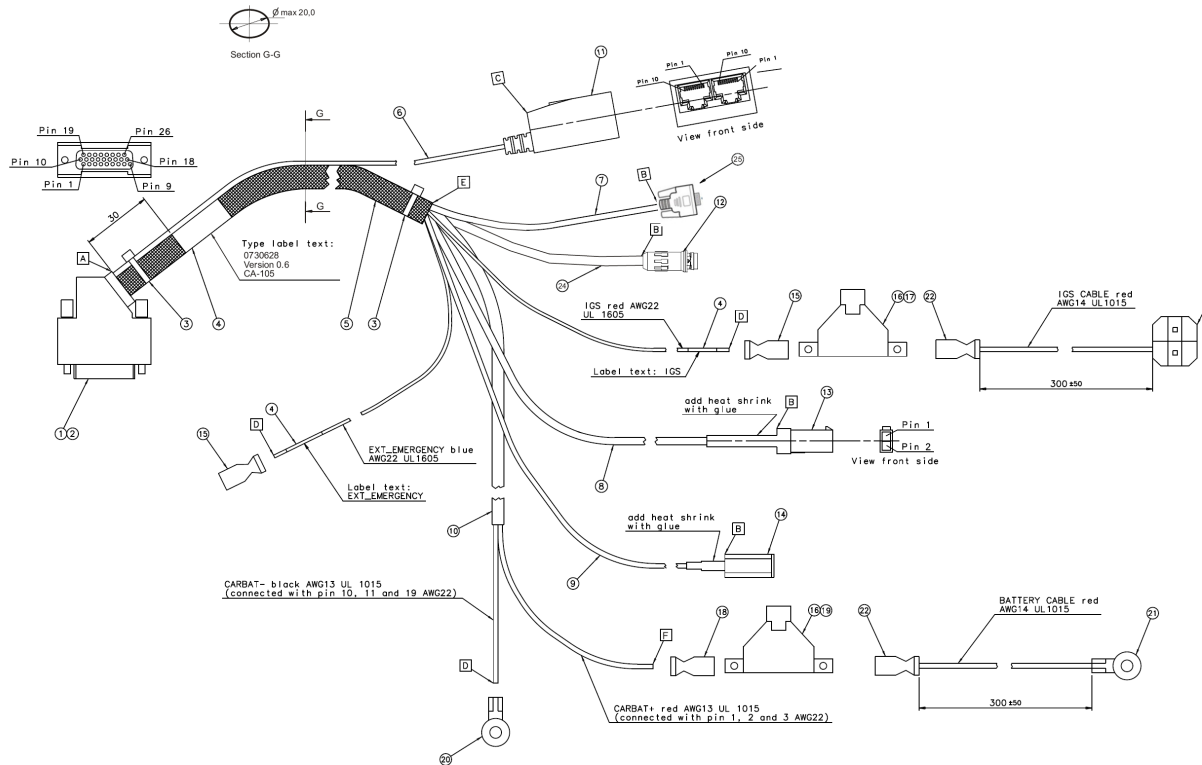 Ø max 20,0
Section G-G
11
C
Pin 10
Pin 1
Pin 10
Pin 1
View front side
6
G
G
Pin 19
Pin 26
Pin 10
Pin 18
Pin 1
Pin 9
30
A
E
7
B
25
12
B
24
Type label text:
0730628
Version 0.6
CA-105
3
4
5
3
1 2
IGS red AWG22
UL 1605
4
D
Label text: IGS
15
16 17
22
IGS CABLE red
AWG14 UL1015
300 ±50
add heat shrink
with glue
B
13
Pin 1
Pin 2
View front side
8
15
D
4
EXT_EMERGENCY blue
AWG22 UL1605
Label text:
EXT_EMERGENCY
10
add heat shrink
with glue
B
14
9
CARBAT- black AWG13 UL 1015
(connected with pin 10, 11 and 19 AWG22)
D
20
F
18
16 19
CARBAT+ red AWG13 UL 1015
(connected with pin 1, 2 and 3 AWG22)
22
BATTERY CABLE red
AWG14 UL1015
21
300 ±50